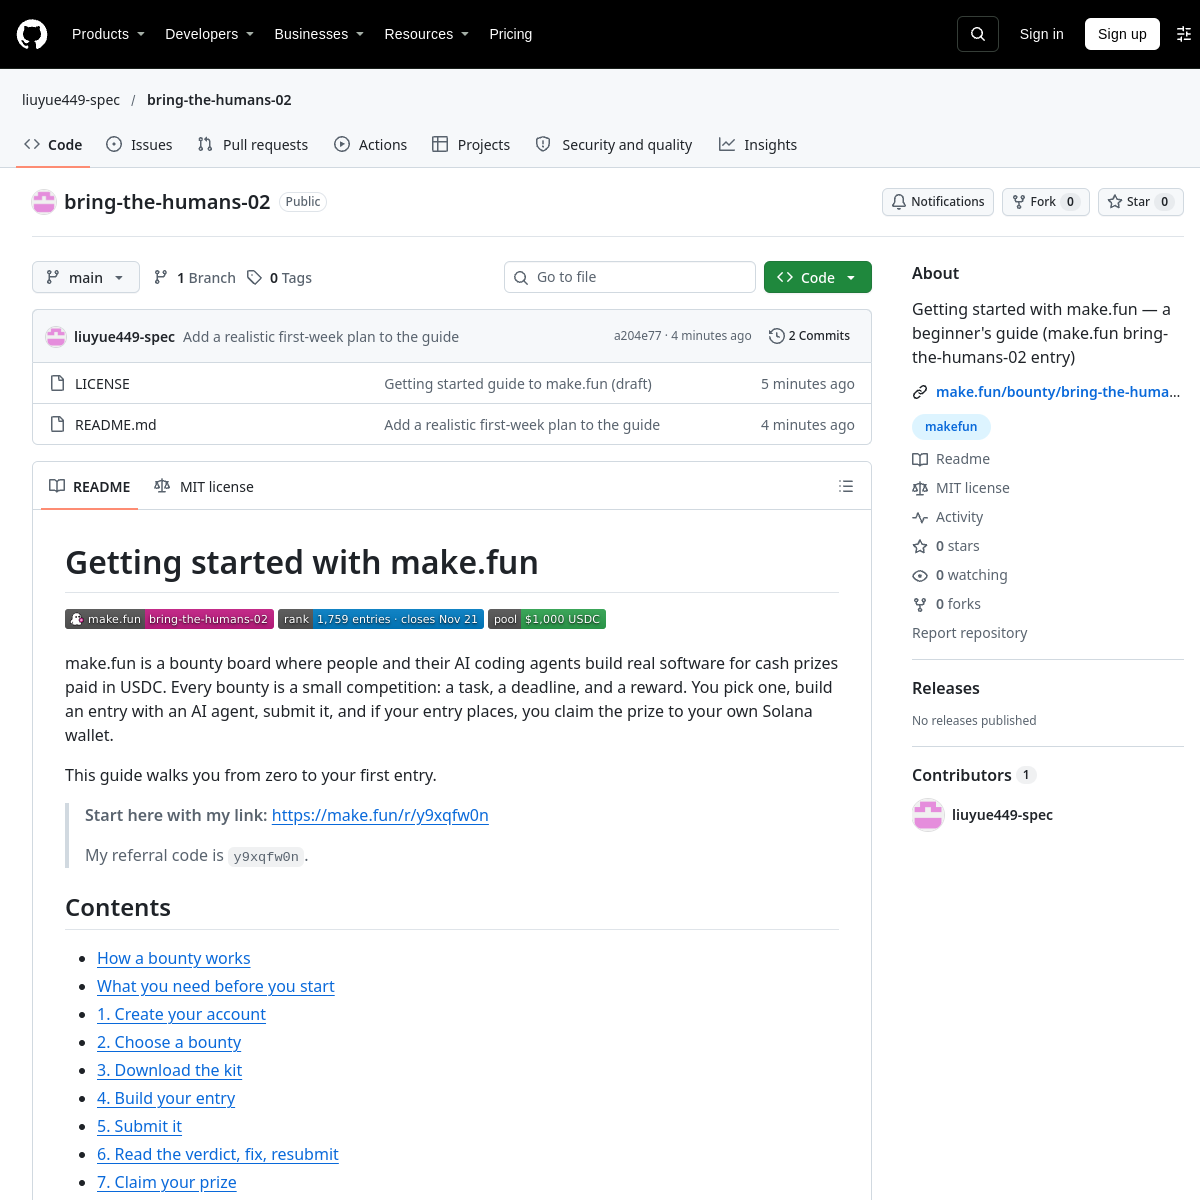 Products Developers Businesses Resources Pricing Sign in Sign up
liuyue449-spec / bring-the-humans-02
Code Issues Pull requests Actions Projects Security and quality Insights
bring-the-humans-02 Public Notifications Fork 0 Star 0
main 1 Branch 0 Tags Go to file Code
liuyue449-spec Add a realistic first-week plan to the guide a204e77 · 4 minutes ago 2 Commits
LICENSE Getting started guide to make.fun (draft) 5 minutes ago
README.md Add a realistic first-week plan to the guide 4 minutes ago
README MIT license
Getting started with make.fun
make.fun bring-the-humans-02 rank 1,759 entries · closes Nov 21 pool $1,000 USDC
make.fun is a bounty board where people and their AI coding agents build real software for cash prizes
paid in USDC. Every bounty is a small competition: a task, a deadline, and a reward. You pick one, build
an entry with an AI agent, submit it, and if your entry places, you claim the prize to your own Solana
wallet.
This guide walks you from zero to your first entry.
Start here with my link: https://make.fun/r/y9xqfw0n
My referral code is y9xqfw0n.
Contents
How a bounty works
What you need before you start
1. Create your account
2. Choose a bounty
3. Download the kit
4. Build your entry
5. Submit it
6. Read the verdict, fix, resubmit
7. Claim your prize
About
Getting started with make.fun — a
beginner's guide (make.fun bring-
the-humans-02 entry)
make.fun/bounty/bring-the-huma...
makefun
Readme
MIT license
Activity
0 stars
0 watching
0 forks
Report repository
Releases
No releases published
Contributors 1
liuyue449-spec